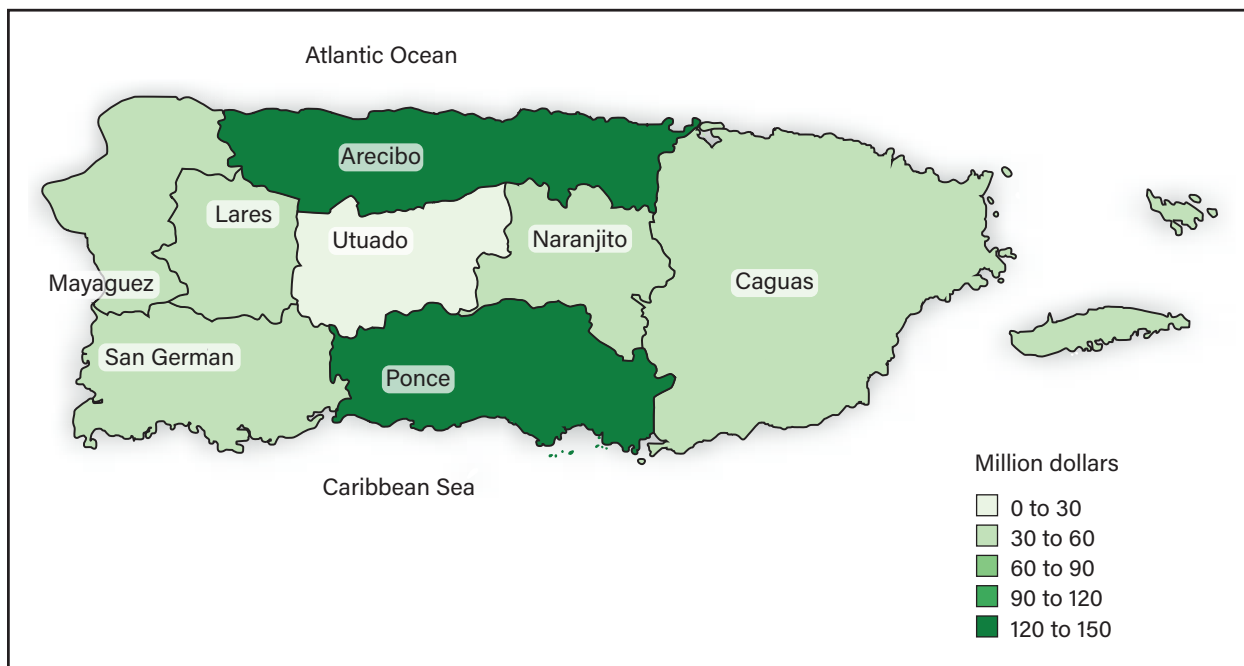 Atlantic Ocean
Arecibo
Lares
Utuado
Naranjito
Mayaguez
Caguas
San German
Ponce
Caribbean Sea
Million dollars
0 to 30
30 to 60
60 to 90
90 to 120
120 to 150